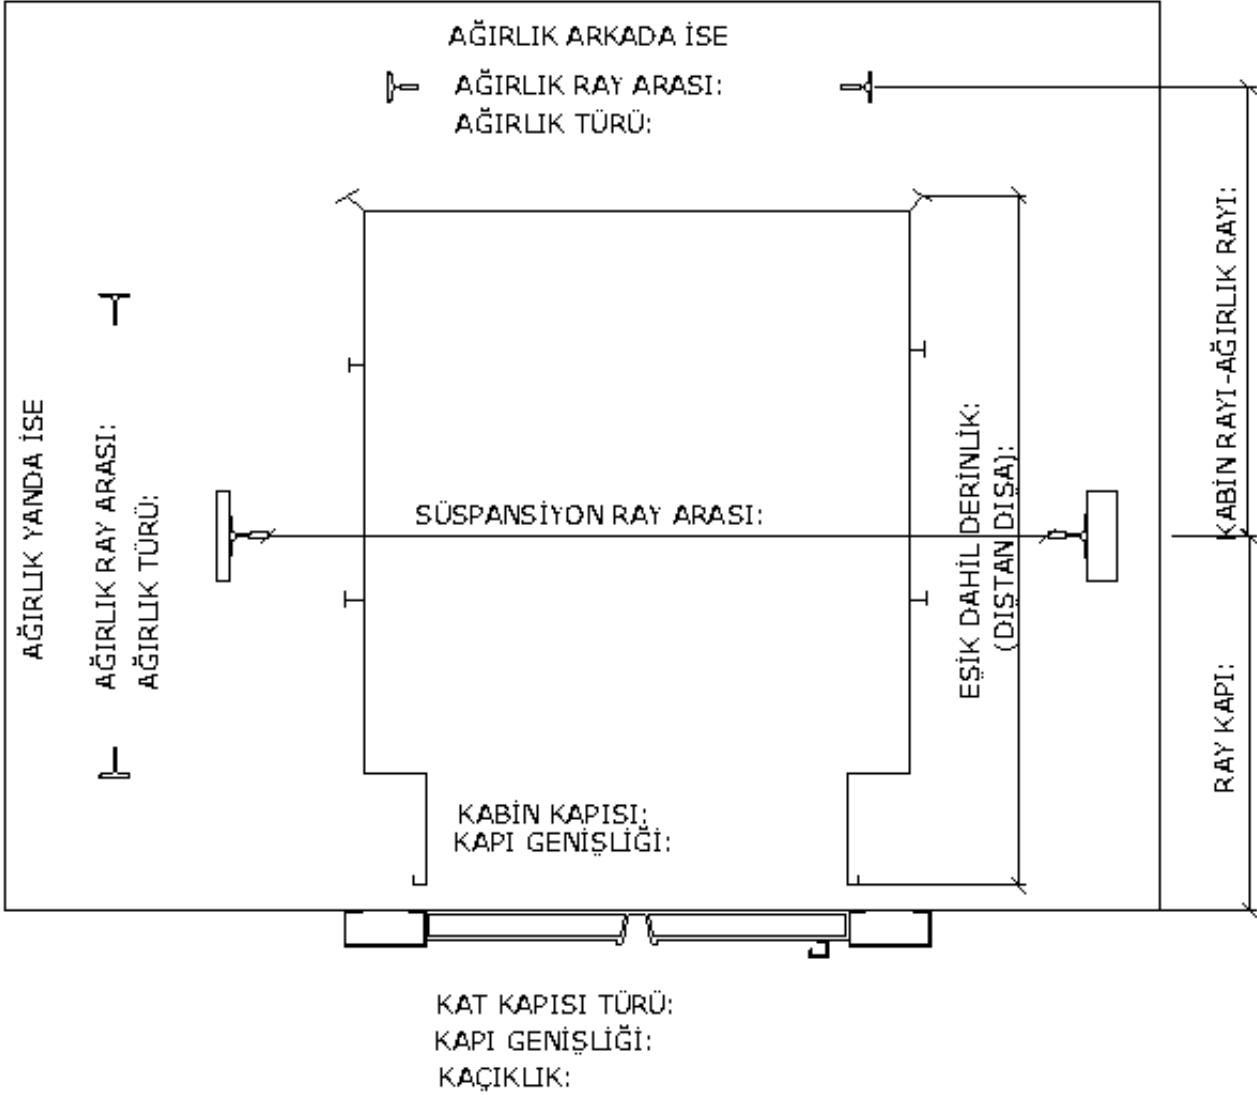 AĞIRLIK ARKADA İSE
AĞIRLIK RAY ARASI:
AĞIRLIK TÜRÜ:
AĞIRLIK YANDA İSE
AĞIRLIK RAY ARASI:
AĞIRLIK TÜRÜ:
SÜSPANSİYON RAY ARASI:
EŞİK DAHİL DERİNLİK:
(DISTAN DISA):
KABİN RAYI-AĞIRLIK RAYI:
RAY KAPI:
KABİN KAPISI:
KAPI GENİŞLİĞİ:
KAT KAPISI TÜRÜ:
KAPI GENİŞLİĞİ:
KAÇIKLIK: